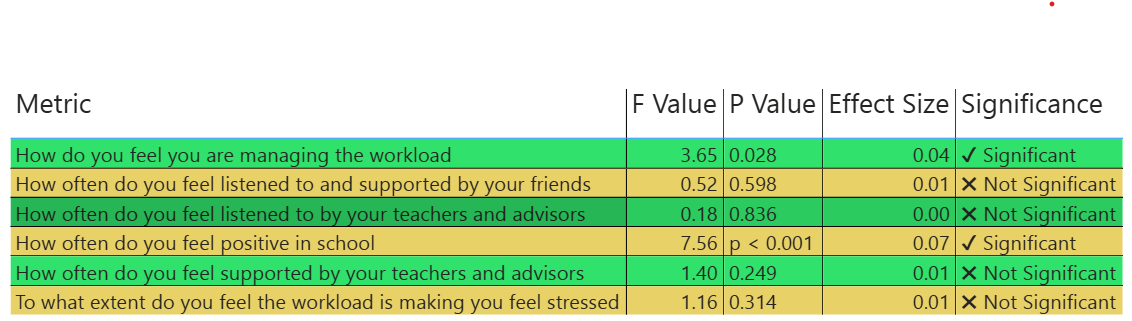 Metric F Value P Value Effect Size Significance
How do you feel you are managing the workload 3.65 0.028 0.04 ✓ Significant
How often do you feel listened to and supported by your friends 0.52 0.598 0.01 ✕ Not Significant
How often do you feel listened to by your teachers and advisors 0.18 0.836 0.00 ✕ Not Significant
How often do you feel positive in school 7.56 p < 0.001 0.07 ✓ Significant
How often do you feel supported by your teachers and advisors 1.40 0.249 0.01 ✕ Not Significant
To what extent do you feel the workload is making you feel stressed 1.16 0.314 0.01 ✕ Not Significant